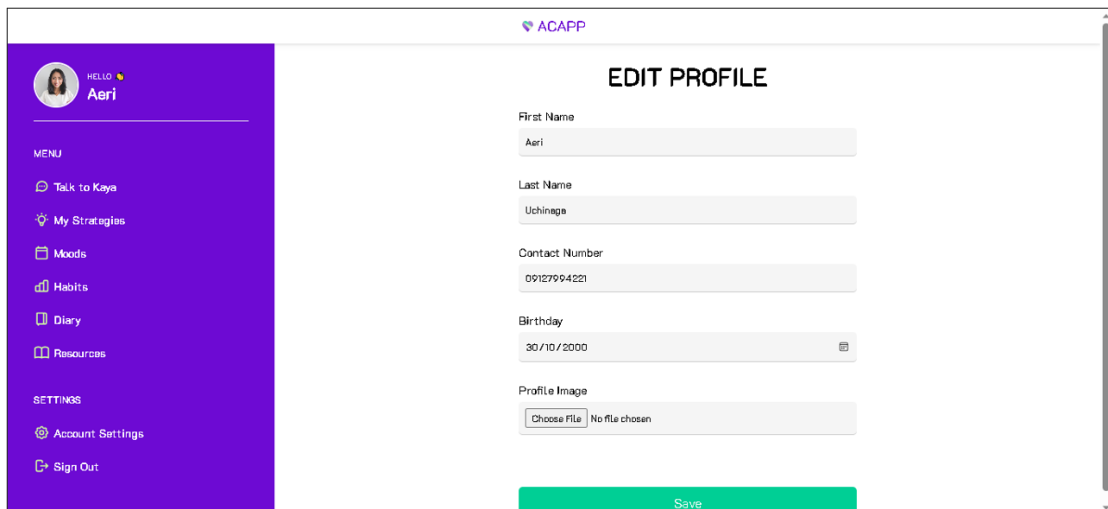 ACAPP
HELLO 👏
Aeri
MENU
Talk to Kaya
My Strategies
Moods
Habits
Diary
Resources
SETTINGS
Account Settings
Sign Out
EDIT PROFILE
First Name
Aeri
Last Name
Uchinaga
Contact Number
09127994221
Birthday
30/10/2000
Profile Image
Choose File No file chosen
Save